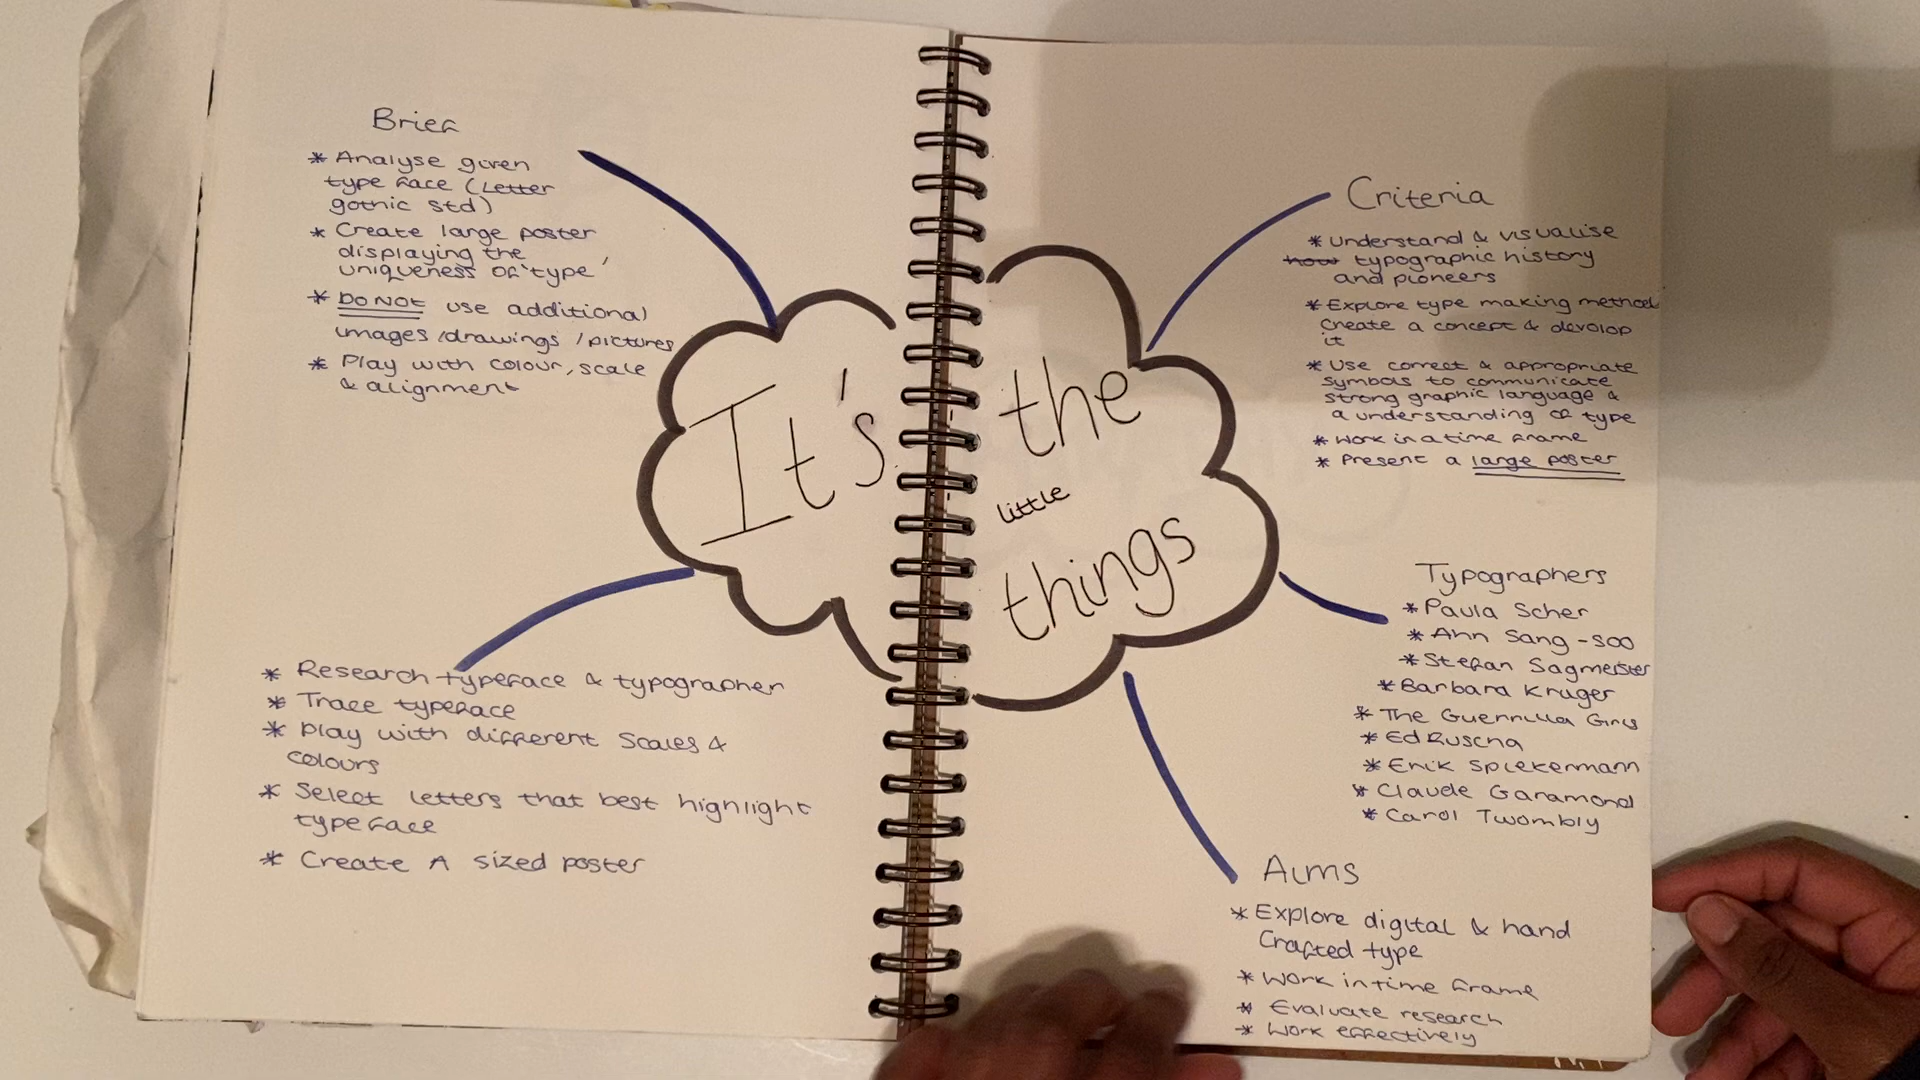 Brief
* Analyse given
type face (Letter
gothic std)
* Create large poster
displaying the
uniqueness of 'type'
* DO NOT use additional
images /drawings /pictures
* Play with colour, scale
& alignment
It's
* Research typeface & typographer
* Trace typeface
* Play with different scales &
colours
* Select letters that best highlight
typeface
* Create A sized poster
the
little
things
Criteria
* Understand & visualise
how typographic history
and pioneers
* Explore type making method
create a concept & devolop
it
* Use correct & appropriate
symbols to communicate
strong graphic language &
a understanding of type
* Work in a time frame
* Present a large poster
Typographers
* Paula Scher
* Ahn Sang-Soo
* Stefan Sagmeister
* Barbara Kruger
* The Guerrilla Girls
* Ed Ruscha
* Erik Spiekermann
* Claude Garamond
* Carol Twombly
Aims
* Explore digital & hand
Crafted type
* Work in time frame
* Evaluate research
* Work effectively